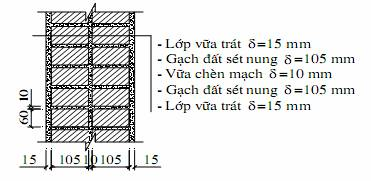 - Lớp vữa trát δ=15 mm
- Gạch đất sét nung δ=105 mm
- Vữa chèn mạch δ=10 mm
- Gạch đất sét nung δ=105 mm
- Lớp vữa trát δ=15 mm
10
60
15 105 10 105 15